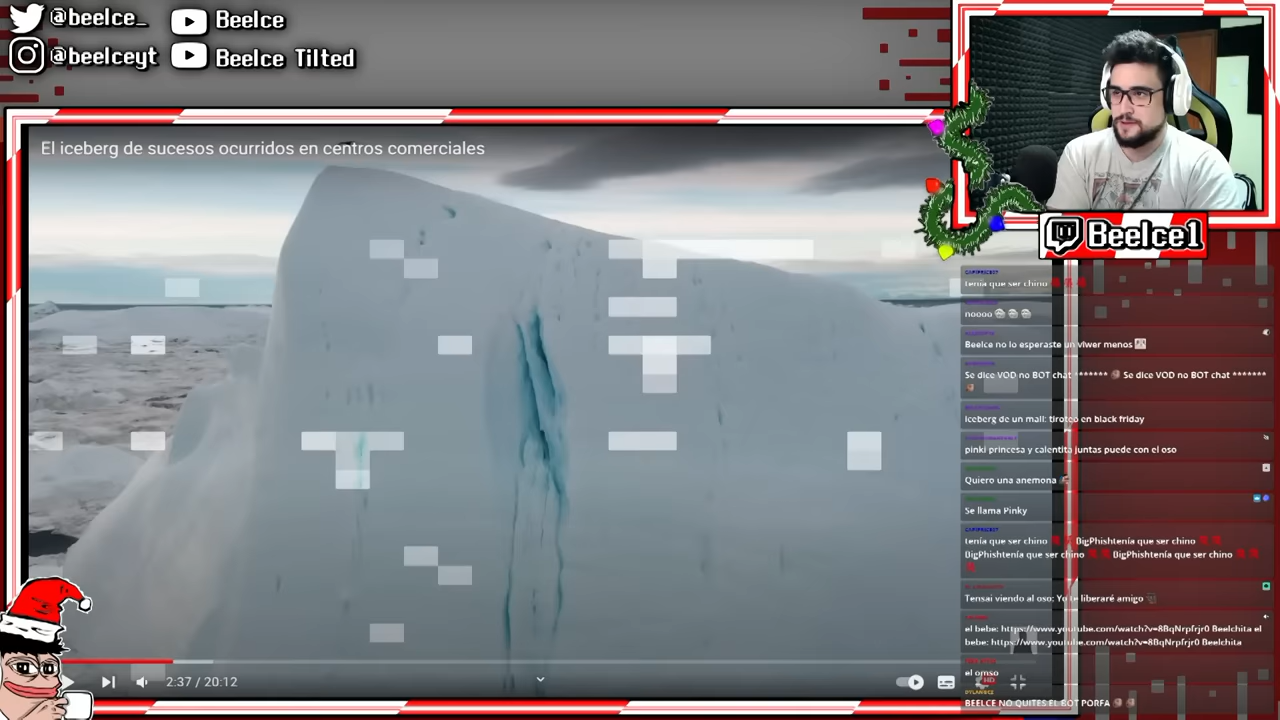 @beelce_
Beelce
@beelceyt
Beelce Tilted
El iceberg de sucesos ocurridos en centros comerciales
Beelce1
tenía que ser chino
noooo
Beelce no lo esperaste un viwer menos
Se dice VOD no BOT chat ******* Se dice VOD no BOT chat *******
Iceberg de un mall: tiroteo en black friday
pinki princesa y calentita juntas puede con el oso
Quiero una anemona
Se llama Pinky
tenía que ser chino BigPhishtenía que ser chino
BigPhishtenía que ser chino BigPhishtenía que ser chino
Tensai viendo al oso: Yo te liberaré amigo
el bebe: https://www.youtube.com/watch?v=8BqNrpfrjr0 Beelchita el
bebe: https://www.youtube.com/watch?v=8BqNrpfrjr0 Beelchita
el omso
2:37 / 20:12
HD
BEELCE NO QUITES EL BOT PORFA